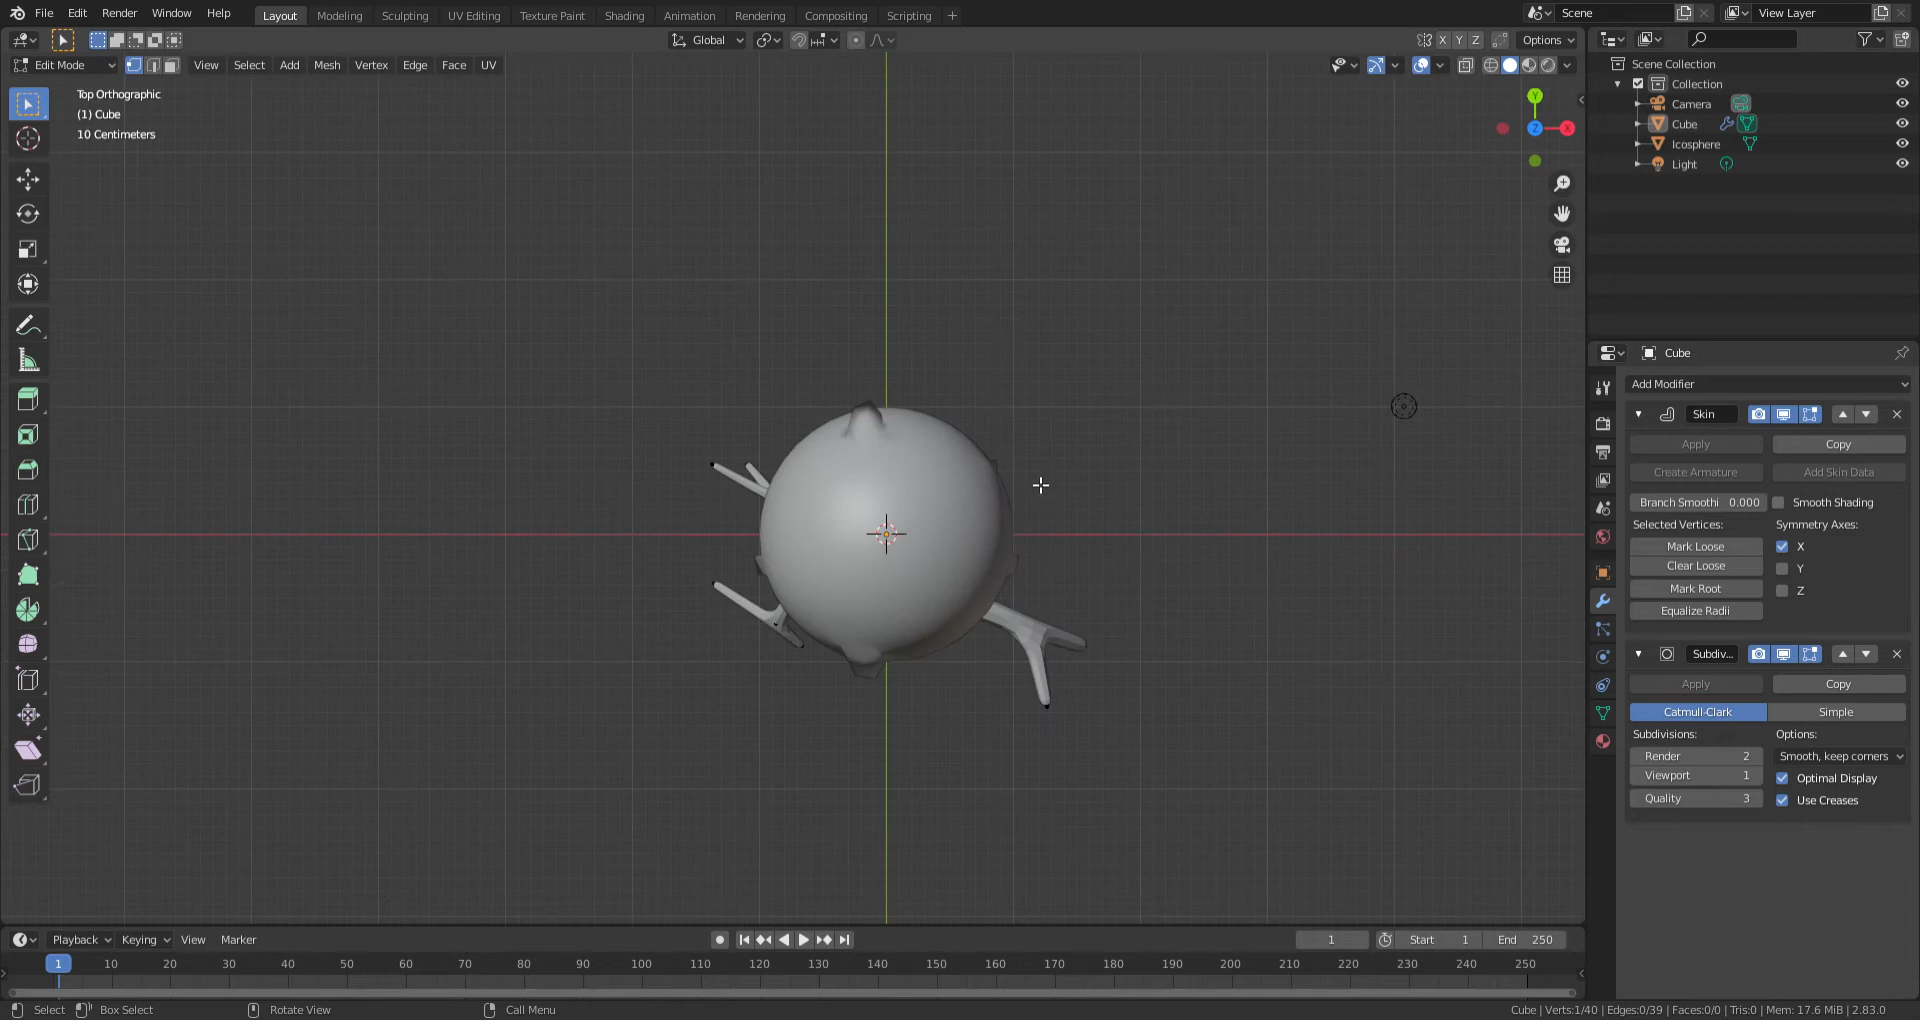 File Edit Render Window Help Layout Modeling Sculpting UV Editing Texture Paint Shading Animation Rendering Compositing Scripting + Scene View Layer
Global X Y Z Options
Edit Mode View Select Add Mesh Vertex Edge Face UV
Top Orthographic
(1) Cube
10 Centimeters
Y
Z X
Scene Collection
Collection
Camera
Cube
Icosphere
Light
Cube
Add Modifier
Skin
Apply Copy
Create Armature Add Skin Data
Branch Smoothi 0.000 Smooth Shading
Selected Vertices: Symmetry Axes:
Mark Loose X
Clear Loose Y
Mark Root Z
Equalize Radii
Subdiv...
Apply Copy
Catmull-Clark Simple
Subdivisions: Options:
Render 2 Smooth, keep corners
Viewport 1 Optimal Display
Quality 3 Use Creases
Playback Keying View Marker 1 Start 1 End 250
1 10 20 30 40 50 60 70 80 90 100 110 120 130 140 150 160 170 180 190 200 210 220 230 240 250
Select Box Select Rotate View Call Menu Cube | Verts:1/40 | Edges:0/39 | Faces:0/0 | Tris:0 | Mem: 17.6 MiB | 2.83.0